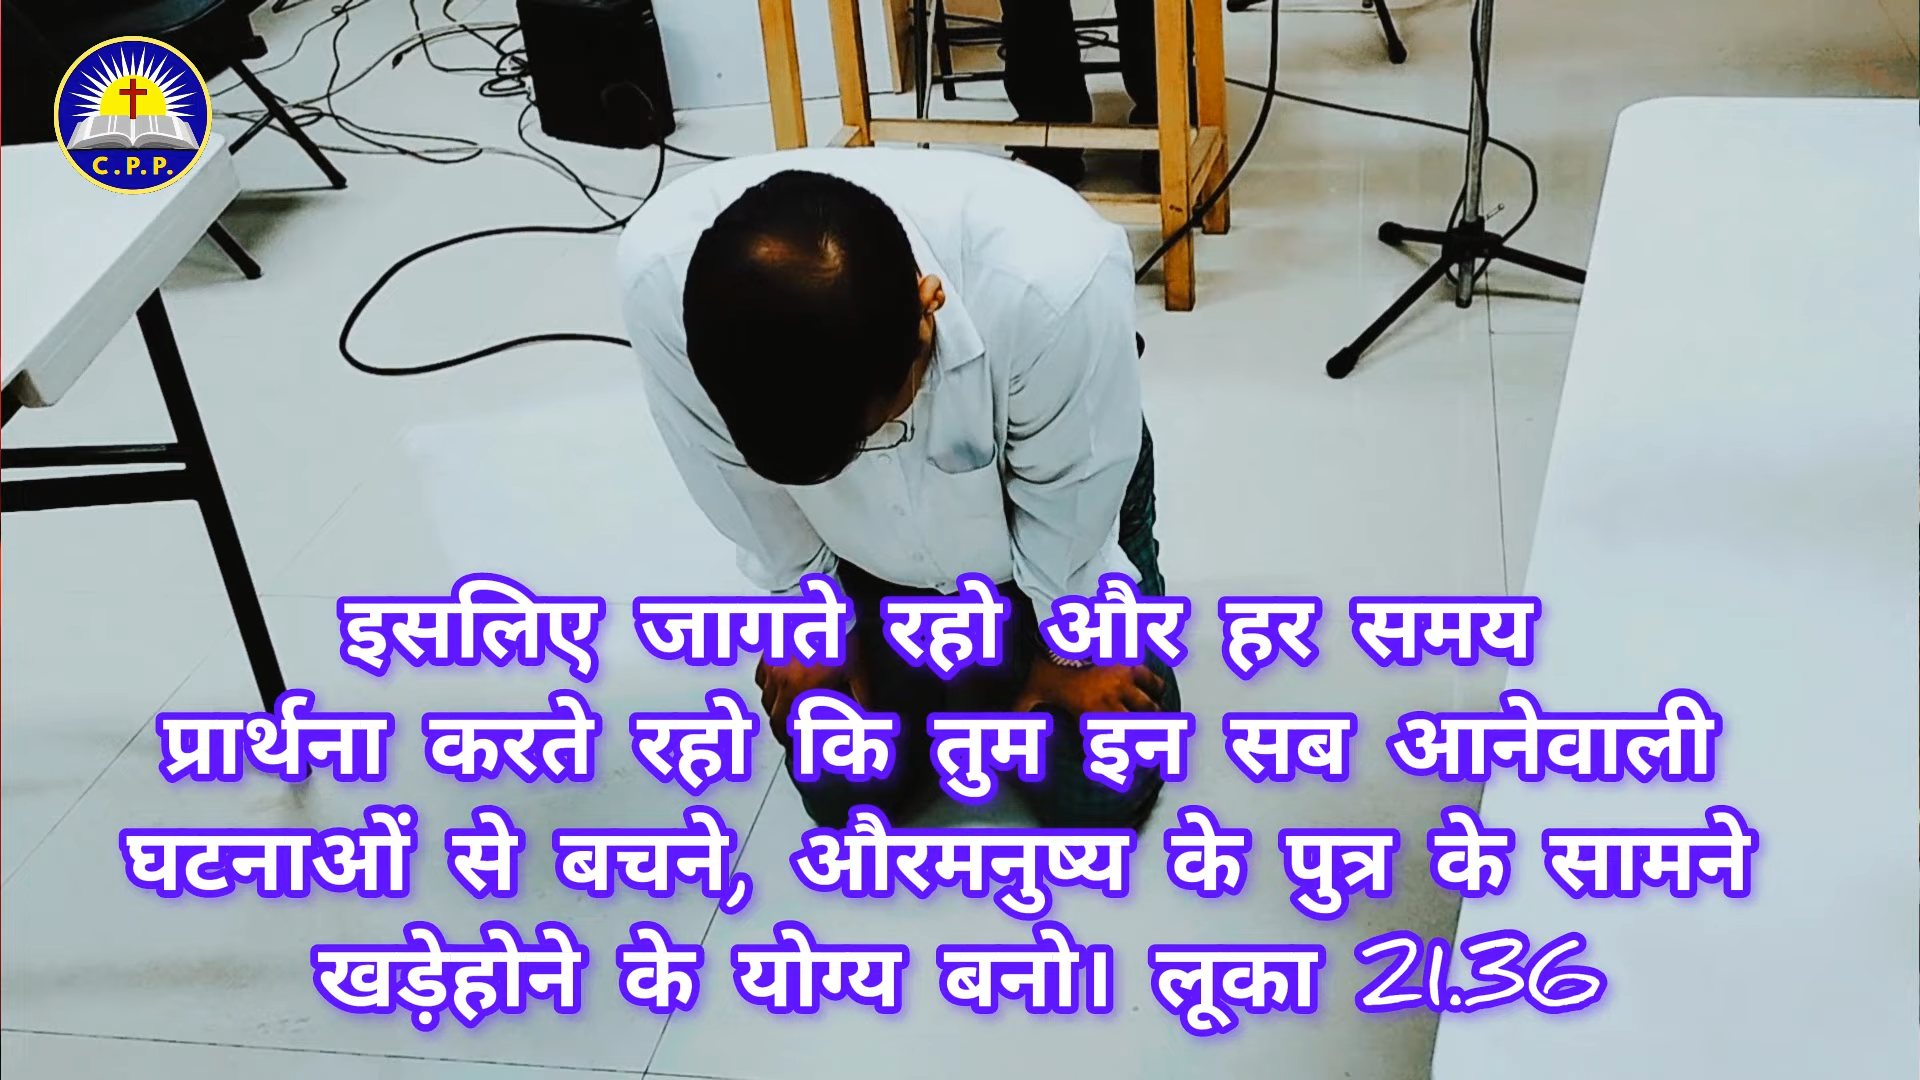 C.P.P.
इसलिए जागते रहो और हर समय
प्रार्थना करते रहो कि तुम इन सब आनेवाली
घटनाओं से बचने, औरमनुष्य के पुत्र के सामने
खड़ेहोने के योग्य बनो। लूका 21.36